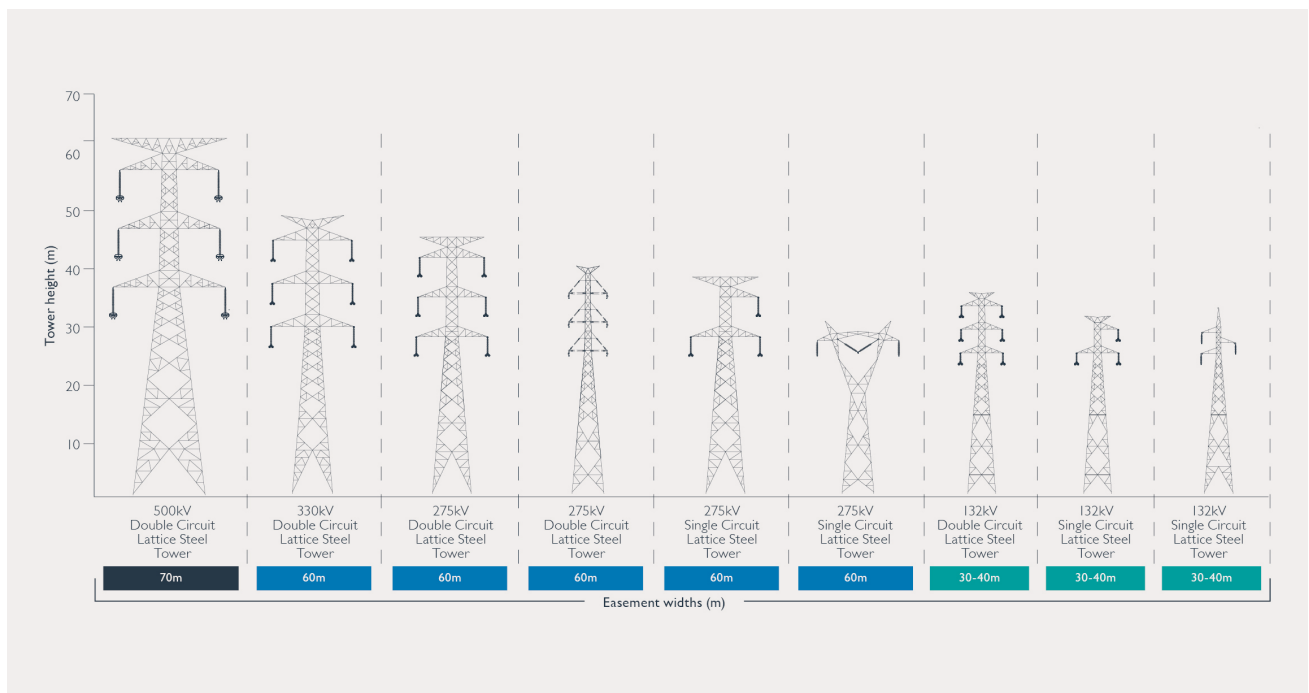 70
60
50
40
30
20
10
Tower height (m)
500kV
Double Circuit
Lattice Steel
Tower
70m
330kV
Double Circuit
Lattice Steel
Tower
60m
275kV
Double Circuit
Lattice Steel
Tower
60m
275kV
Double Circuit
Lattice Steel
Tower
60m
275kV
Single Circuit
Lattice Steel
Tower
60m
275kV
Single Circuit
Lattice Steel
Tower
60m
132kV
Double Circuit
Lattice Steel
Tower
30-40m
132kV
Single Circuit
Lattice Steel
Tower
30-40m
132kV
Single Circuit
Lattice Steel
Tower
30-40m
Easement widths (m)